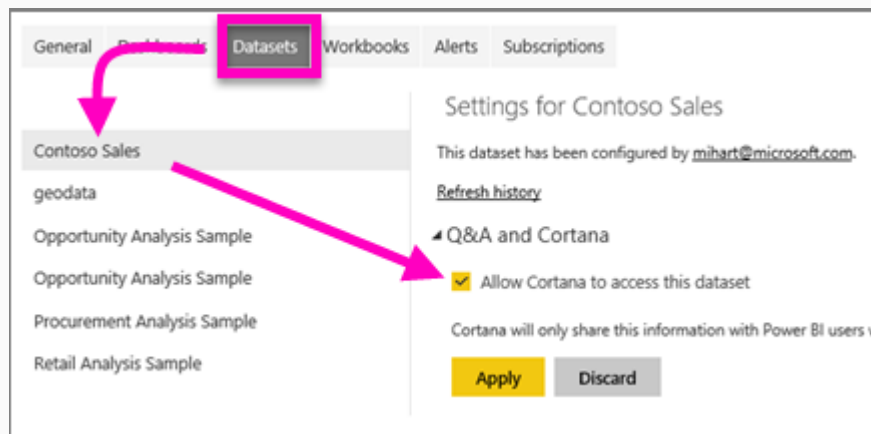 General Dashboards Datasets Workbooks Alerts Subscriptions
Settings for Contoso Sales
Contoso Sales
This dataset has been configured by mihart@microsoft.com.
geodata
Refresh history
Opportunity Analysis Sample
Q&A and Cortana
Opportunity Analysis Sample
Allow Cortana to access this dataset
Procurement Analysis Sample
Cortana will only share this information with Power BI users
Retail Analysis Sample
Apply Discard